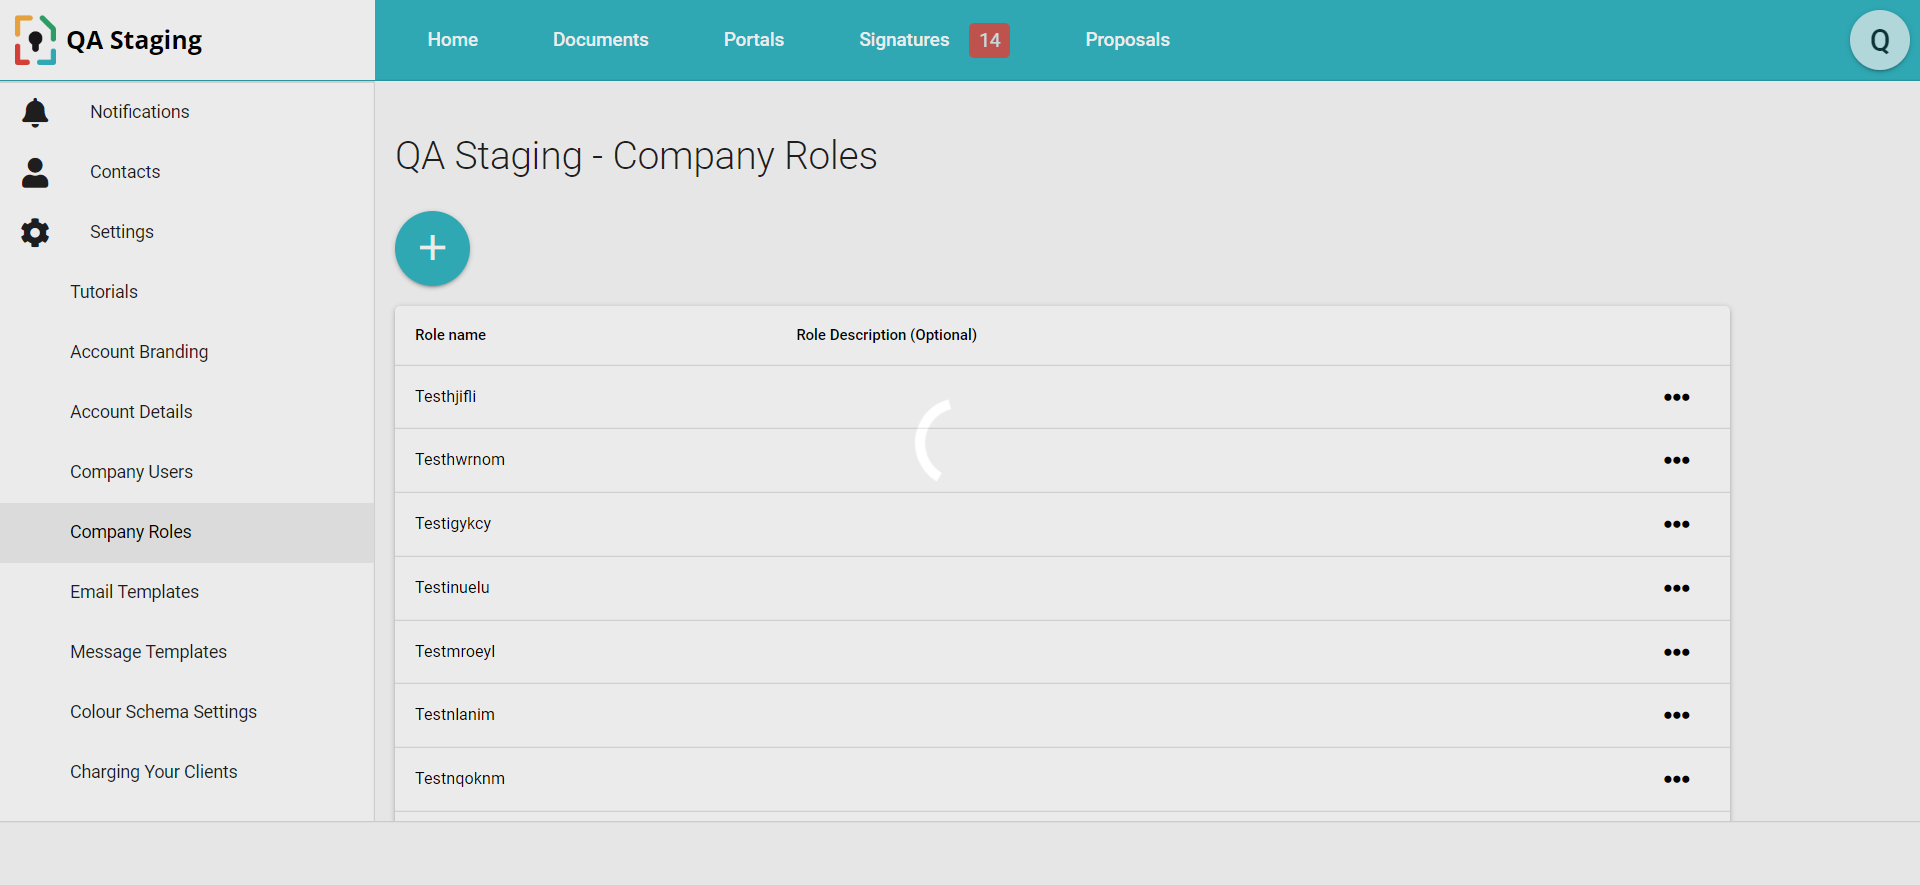 QA Staging
Home
Documents
Portals
Signatures 14
Proposals
Q
Notifications
Contacts
Settings
Tutorials
Account Branding
Account Details
Company Users
Company Roles
Email Templates
Message Templates
Colour Schema Settings
Charging Your Clients
QA Staging - Company Roles
Role name
Role Description (Optional)
Testhjifli
Testhwrnom
Testigykcy
Testinuelu
Testmroeyl
Testnlanim
Testnqoknm